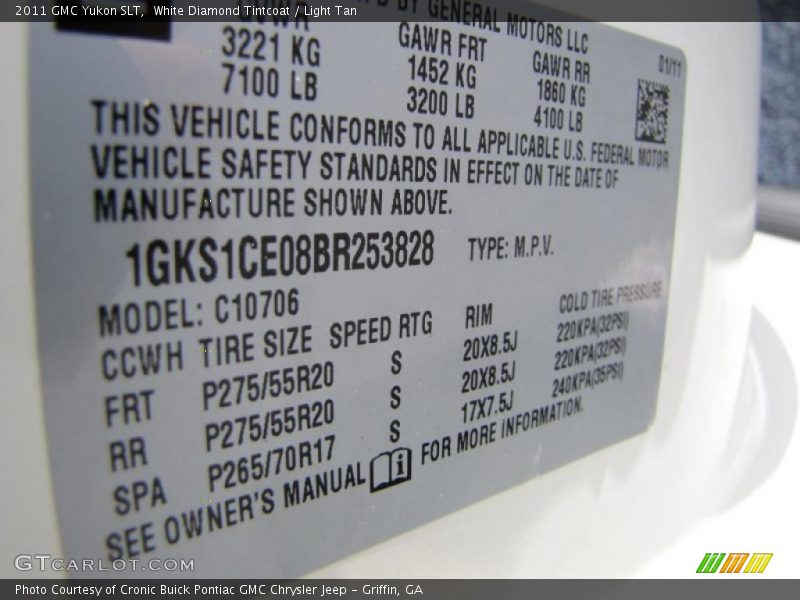 2011 GMC Yukon SLT, White Diamond Tintcoat / Light Tan
BY GENERAL MOTORS LLC
GVWR GAWR FRT GAWR RR 01/11
3221 KG 1452 KG 1860 KG
7100 LB 3200 LB 4100 LB
THIS VEHICLE CONFORMS TO ALL APPLICABLE U.S. FEDERAL MOTOR
VEHICLE SAFETY STANDARDS IN EFFECT ON THE DATE OF
MANUFACTURE SHOWN ABOVE.
1GKS1CE08BR253828 TYPE: M.P.V.
MODEL: C10706
CCWH TIRE SIZE SPEED RTG RIM COLD TIRE PRESSURE
FRT P275/55R20 S 20X8.5J 220KPA(32PSI)
RR P275/55R20 S 20X8.5J 220KPA(32PSI)
SPA P265/70R17 S 17X7.5J 240KPA(35PSI)
SEE OWNER'S MANUAL FOR MORE INFORMATION.
GTCARLOT.COM
Photo Courtesy of Cronic Buick Pontiac GMC Chrysler Jeep - Griffin, GA